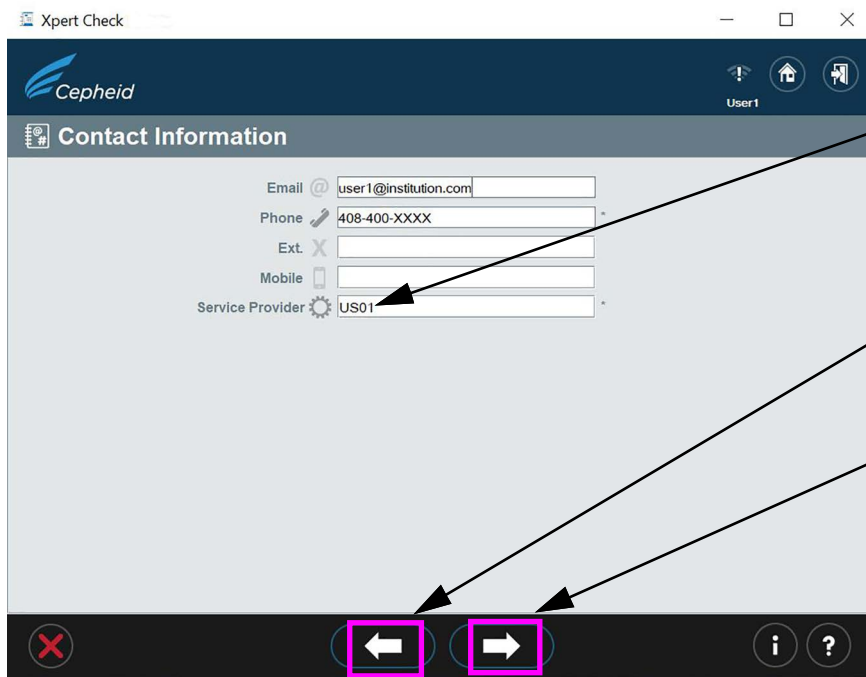 Xpert Check
Cepheid
User1
Contact Information
Email @ user1@institution.com
Phone 408-400-XXXX *
Ext. X
Mobile
Service Provider US01 *
i ?